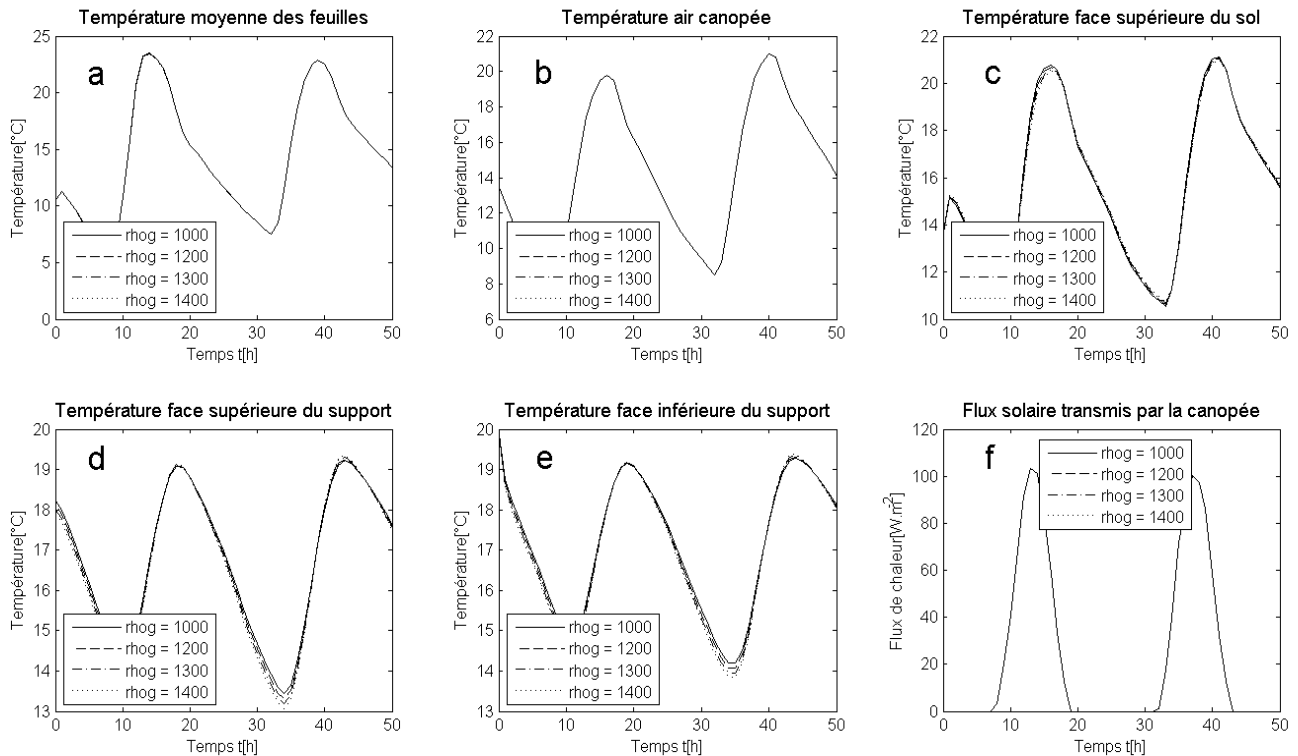 Température moyenne des feuilles
25
20
15
10
5
0
Température[°C]
a
rhog = 1000
rhog = 1200
rhog = 1300
rhog = 1400
0 10 20 30 40 50
Temps t[h]
Température air canopée
22
20
18
16
14
12
10
8
6
Température[°C]
b
rhog = 1000
rhog = 1200
rhog = 1300
rhog = 1400
0 10 20 30 40 50
Temps t[h]
Température face supérieure du sol
22
20
18
16
14
12
10
Température[°C]
c
rhog = 1000
rhog = 1200
rhog = 1300
rhog = 1400
0 10 20 30 40 50
Temps t[h]
Température face supérieure du support
20
19
18
17
16
15
14
13
Température[°C]
d
rhog = 1000
rhog = 1200
rhog = 1300
rhog = 1400
0 10 20 30 40 50
Temps t[h]
Température face inférieure du support
20
19
18
17
16
15
14
13
Température[°C]
e
rhog = 1000
rhog = 1200
rhog = 1300
rhog = 1400
0 10 20 30 40 50
Temps t[h]
Flux solaire transmis par la canopée
120
100
80
60
40
20
0
Flux de chaleur[W.m-2]
f
rhog = 1000
rhog = 1200
rhog = 1300
rhog = 1400
0 10 20 30 40 50
Temps t[h]